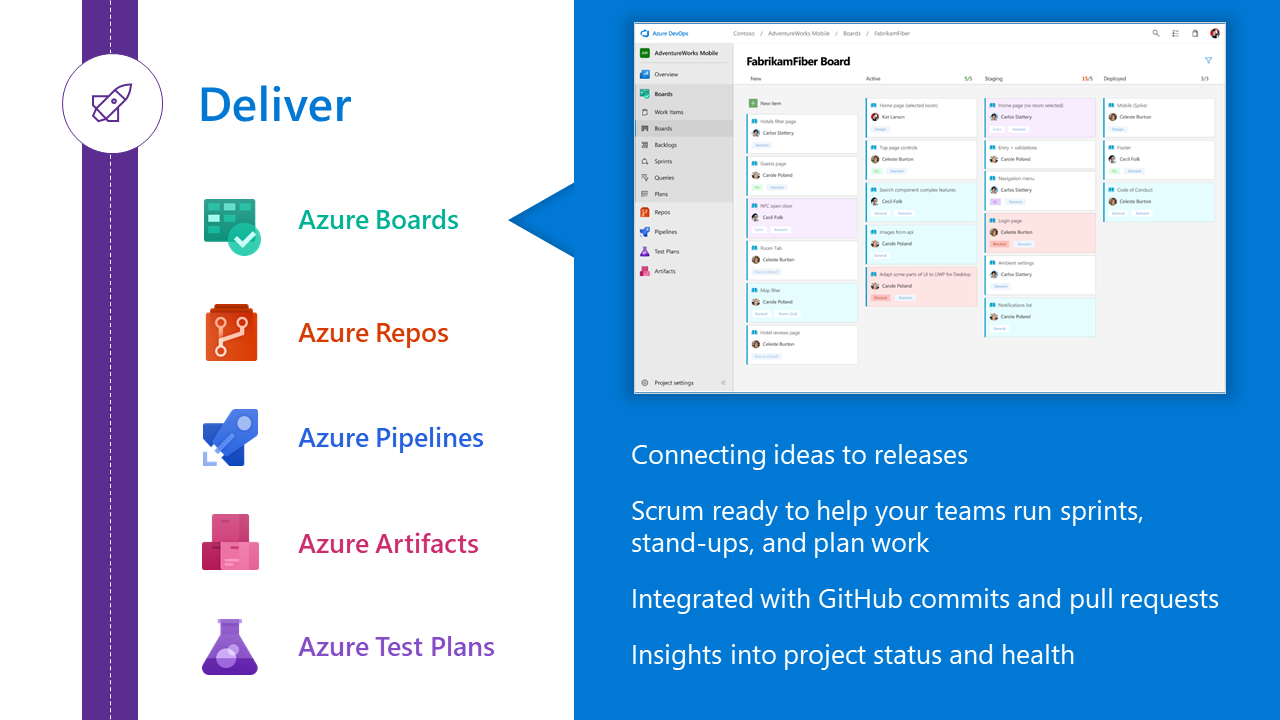 Deliver
Azure Boards
Azure Repos
Azure Pipelines
Azure Artifacts
Azure Test Plans
Azure DevOps
Contoso / AdventureWorks Mobile / Boards / FabrikamFiber
AdventureWorks Mobile
Overview
Boards
Work items
Boards
Backlogs
Sprints
Queries
Plans
Repos
Pipelines
Test Plans
Artifacts
Project settings
FabrikamFiber Board
New
New item
Hotels filter page
Carlos Slattery
Guests page
Carole Poland
NFC open door
Cecil Folk
Room Tab
Celeste Burton
Map filter
Carole Poland
Hotel reviews page
Celeste Burton
Active 5/5
Home page (selected room)
Kat Larson
Design
Top page controls
Celeste Burton
Search component complex features
Cecil Folk
Images from api
Carole Poland
Adapt some parts of UI to UWP for Desktop
Carole Poland
Blocked
Staging 15/5
Home page (no room selected)
Carlos Slattery
Entry + validations
Carole Poland
Navigation menu
Carlos Slattery
Login page
Celeste Burton
Blocked
Ambient settings
Carlos Slattery
Notifications list
Carole Poland
Deployed 3/3
Mobile (Spike)
Celeste Burton
Design
Footer
Cecil Folk
Code of Conduct
Celeste Burton
Connecting ideas to releases
Scrum ready to help your teams run sprints,
stand-ups, and plan work
Integrated with GitHub commits and pull requests
Insights into project status and health